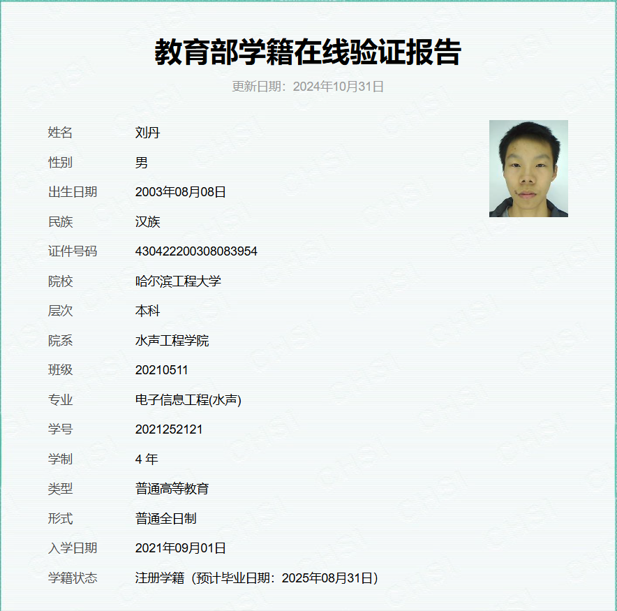 教育部学籍在线验证报告
更新日期：2024年10月31日
姓名 刘丹
性别 男
出生日期 2003年08月08日
民族 汉族
证件号码 430422200308083954
院校 哈尔滨工程大学
层次 本科
院系 水声工程学院
班级 20210511
专业 电子信息工程(水声)
学号 2021252121
学制 4 年
类型 普通高等教育
形式 普通全日制
入学日期 2021年09月01日
学籍状态 注册学籍（预计毕业日期：2025年08月31日）